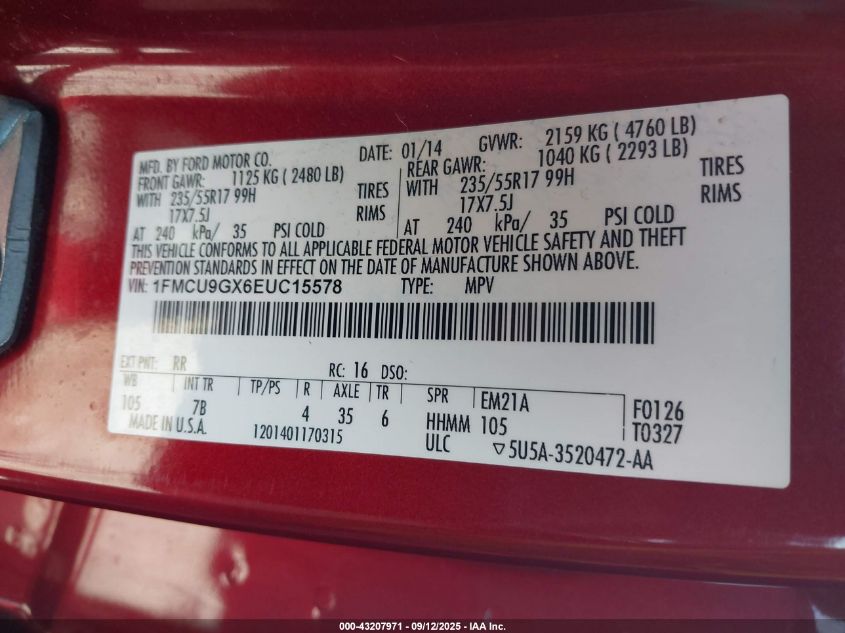 MFD. BY FORD MOTOR CO.
DATE: 01/14
GVWR: 2159 KG ( 4760 LB)
FRONT GAWR: 1125 KG ( 2480 LB)
REAR GAWR: 1040 KG ( 2293 LB)
WITH 235/55R17 99H TIRES
WITH 235/55R17 99H TIRES
17X7.5J RIMS
17X7.5J RIMS
AT 240 kPa/ 35 PSI COLD
AT 240 kPa/ 35 PSI COLD
THIS VEHICLE CONFORMS TO ALL APPLICABLE FEDERAL MOTOR VEHICLE SAFETY AND THEFT
PREVENTION STANDARDS IN EFFECT ON THE DATE OF MANUFACTURE SHOWN ABOVE.
VIN: 1FMCU9GX6EUC15578 TYPE: MPV
EXT PNT: RR RC: 16 DSO:
WB INT TR TP/PS R AXLE TR SPR EM21A F0126
105 7B 4 35 6 HHMM 105 T0327
MADE IN U.S.A. 1201401170315 ULC ▽5U5A-3520472-AA
000-43207971 - 09/12/2025 - IAA Inc.